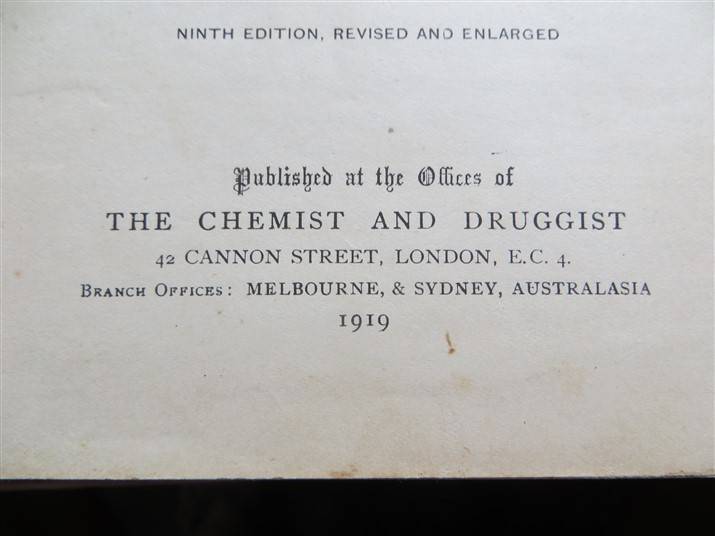 NINTH EDITION, REVISED AND ENLARGED
Published at the Offices of
THE CHEMIST AND DRUGGIST
42 CANNON STREET, LONDON, E.C. 4.
BRANCH OFFICES: MELBOURNE, & SYDNEY, AUSTRALASIA
1919